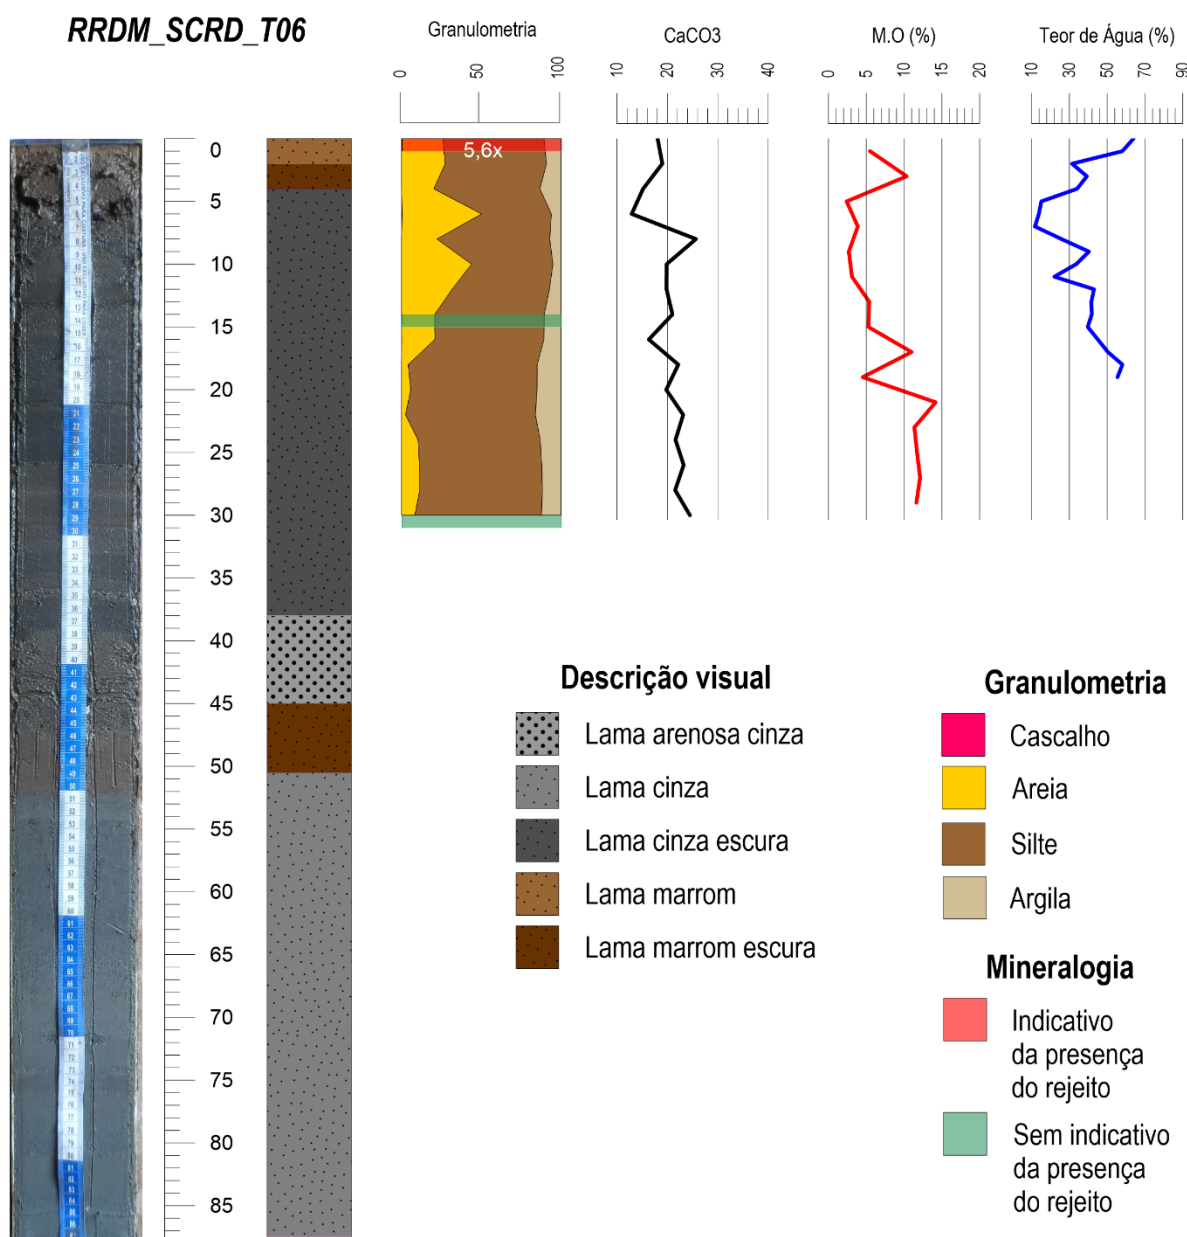 RRDM_SCRD_T06
Granulometria
CaCO3
M.O (%)
Teor de Água (%)
0 50 100
10 20 30 40
0 5 10 15 20
10 30 50 70 90
5,6x
0
5
10
15
20
25
30
35
40
45
50
55
60
65
70
75
80
85
Descrição visual
Lama arenosa cinza
Lama cinza
Lama cinza escura
Lama marrom
Lama marrom escura
Granulometria
Cascalho
Areia
Silte
Argila
Mineralogia
Indicativo
da presença
do rejeito
Sem indicativo
da presença
do rejeito